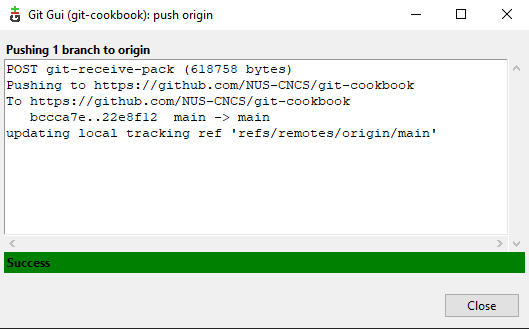 Git Gui (git-cookbook): push origin
Pushing 1 branch to origin
POST git-receive-pack (618758 bytes)
Pushing to https://github.com/NUS-CNCS/git-cookbook
To https://github.com/NUS-CNCS/git-cookbook
   bccca7e..22e8f12  main -> main
updating local tracking ref 'refs/remotes/origin/main'
Success
Close